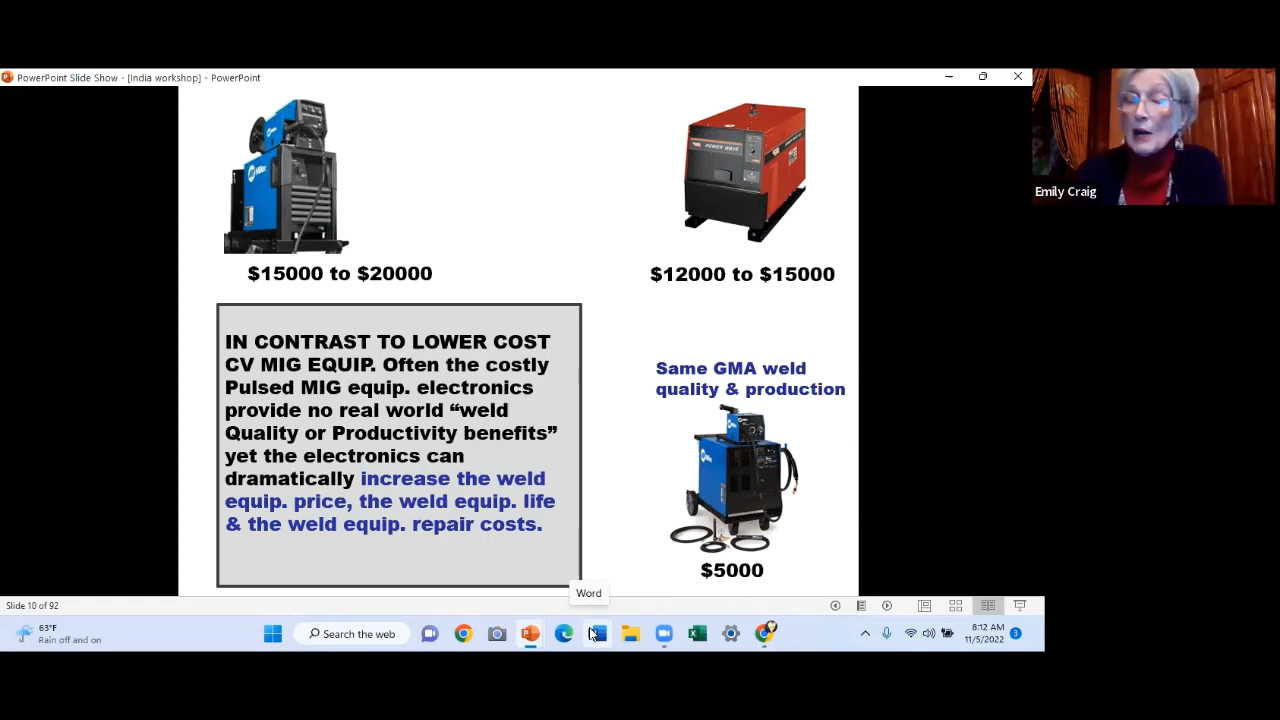 PowerPoint Slide Show - [India workshop] - PowerPoint
Miller
POWER WAVE
$15000 to $20000
$12000 to $15000
IN CONTRAST TO LOWER COST
CV MIG EQUIP. Often the costly
Pulsed MIG equip. electronics
provide no real world “weld
Quality or Productivity benefits”
yet the electronics can
dramatically increase the weld
equip. price, the weld equip. life
& the weld equip. repair costs.
Same GMA weld
quality & production
$5000
Emily Craig
Word
Slide 10 of 92
63°F
Rain off and on
Search the web
8:12 AM
11/5/2022
3